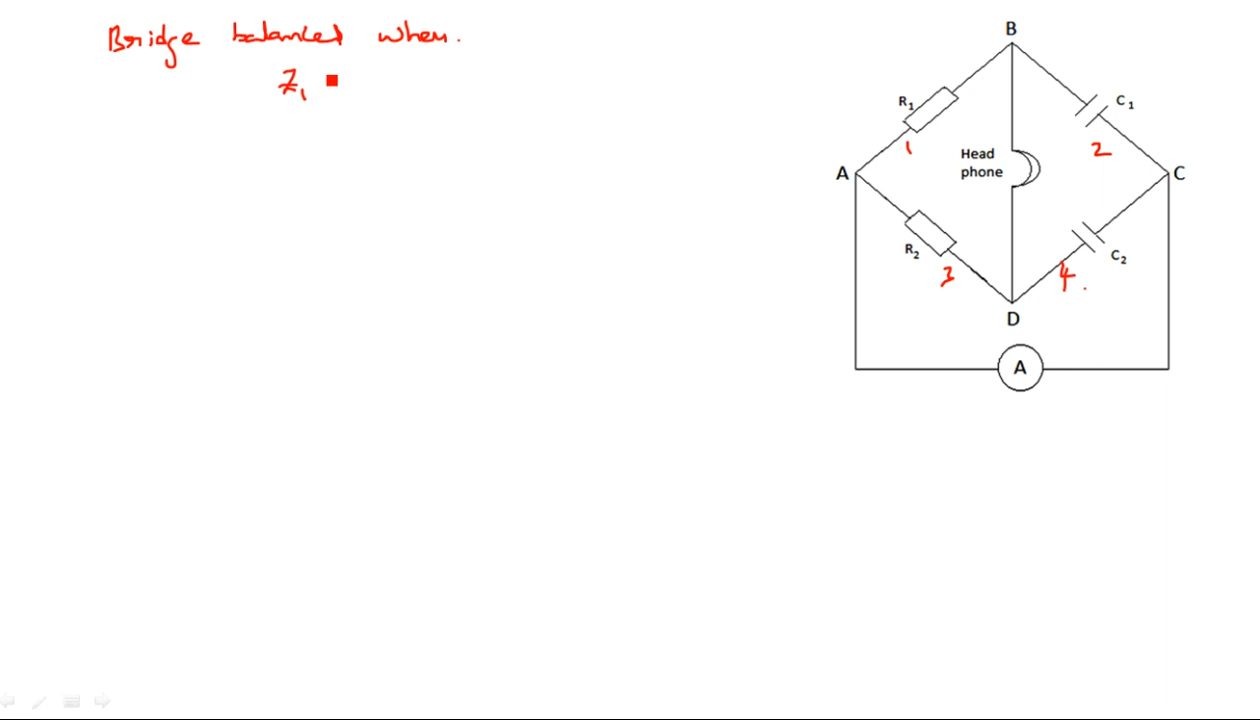 Bridge balanced when.
Z₁
B
R₁
C₁
1
Head
phone
2
A
C
R₂
C₂
3
4.
D
A